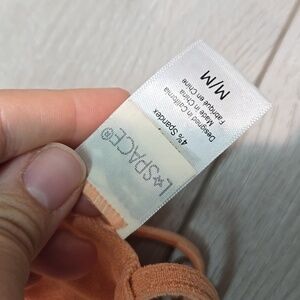 L*SPACE®
4% Spandex
Designed in California
Made in China
Fabriqué en Chine
M/M